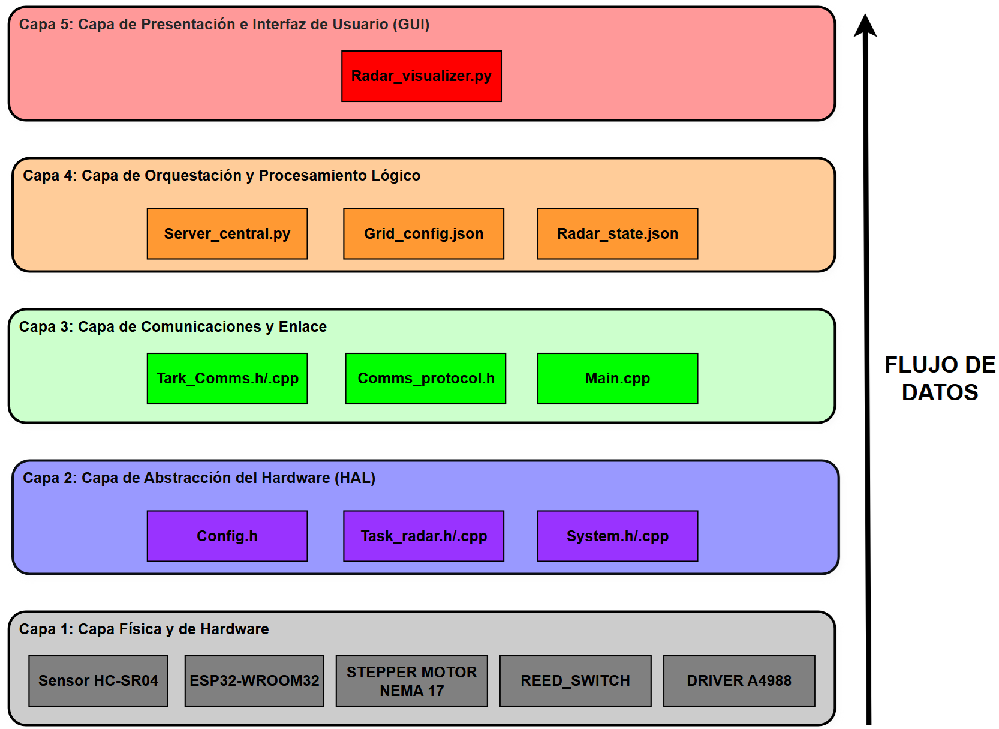 Capa 5: Capa de Presentación e Interfaz de Usuario (GUI)
Radar_visualizer.py
Capa 4: Capa de Orquestación y Procesamiento Lógico
Server_central.py
Grid_config.json
Radar_state.json
Capa 3: Capa de Comunicaciones y Enlace
Tark_Comms.h/.cpp
Comms_protocol.h
Main.cpp
FLUJO DE
DATOS
Capa 2: Capa de Abstracción del Hardware (HAL)
Config.h
Task_radar.h/.cpp
System.h/.cpp
Capa 1: Capa Física y de Hardware
Sensor HC-SR04
ESP32-WROOM32
STEPPER MOTOR
NEMA 17
REED_SWITCH
DRIVER A4988